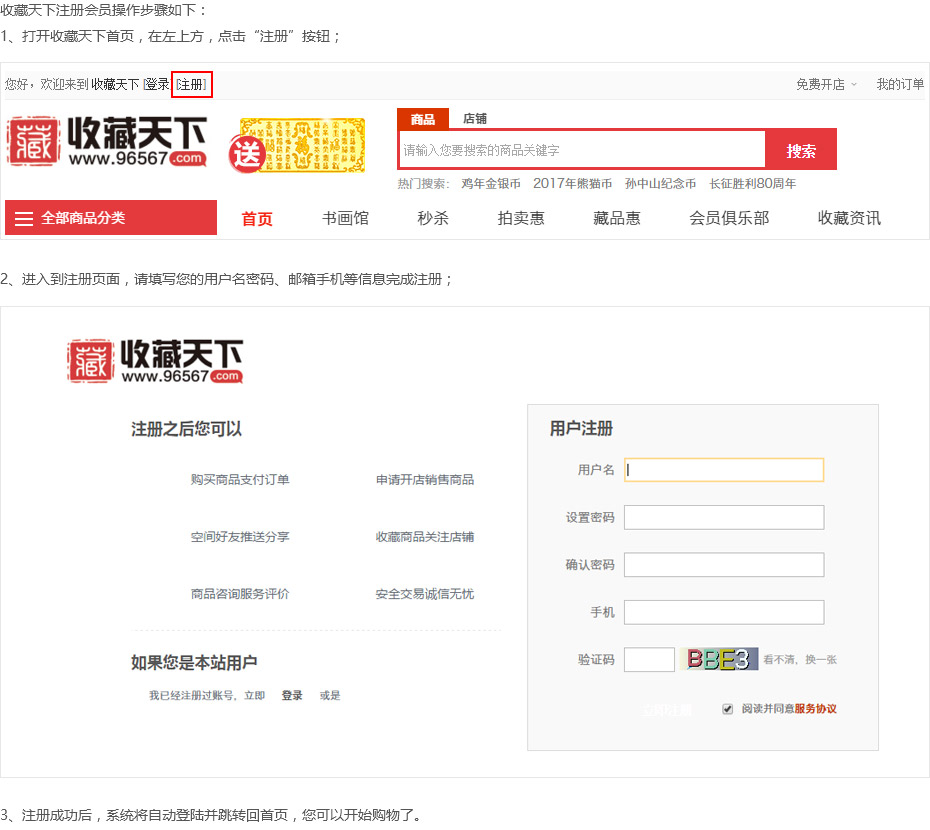 收藏天下注册会员操作步骤如下：
1、打开收藏天下首页，在左上方，点击“注册”按钮；
您好，欢迎来到 收藏天下 [登录] [注册]
免费开店 我的订单
藏 收藏天下
www.96567.com
送
商品 店铺
请输入您要搜索的商品关键字 搜索
热门搜索： 鸡年金银币 2017年熊猫币 孙中山纪念币 长征胜利80周年
全部商品分类 首页 书画馆 秒杀 拍卖惠 藏品惠 会员俱乐部 收藏资讯
2、进入到注册页面，请填写您的用户名密码、邮箱手机等信息完成注册；
藏 收藏天下
www.96567.com
注册之后您可以
购买商品支付订单 申请开店销售商品
空间好友推送分享 收藏商品关注店铺
商品咨询服务评价 安全交易诚信无忧
如果您是本站用户
我已经注册过账号，立即 登录 或是
用户注册
用户名
设置密码
确认密码
手机
验证码 BBE3 看不清，换一张
立即注册 阅读并同意服务协议
3、注册成功后，系统将自动登陆并跳转回首页，您可以开始购物了。